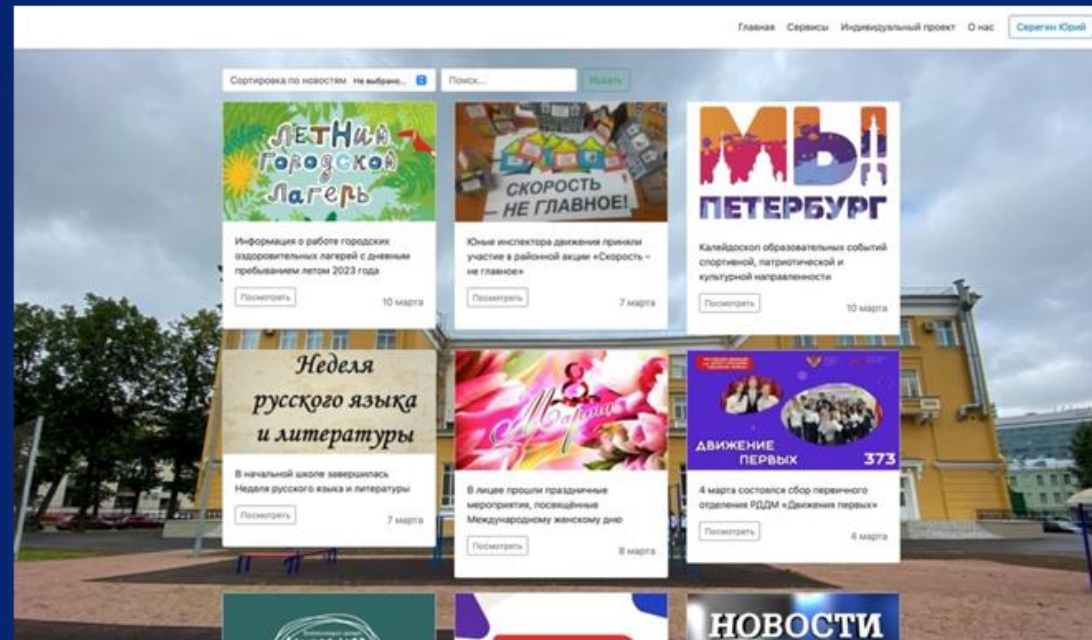 Главная Сервисы Индивидуальный проект О нас Серегин Юрий
Сортировка по новостям Не выбрано... Поиск... Искать
ЛЕТНИЙ
ГОРОДСКОЙ
ЛАГЕРЬ
Информация о работе городских
оздоровительных лагерей с дневным
пребыванием летом 2023 года
Посмотреть
10 марта
СКОРОСТЬ
– НЕ ГЛАВНОЕ!
Юные инспектора движения приняли
участие в районной акции «Скорость –
не главное»
Посмотреть
7 марта
МЫ!
ПЕТЕРБУРГ
Калейдоскоп образовательных событий
спортивной, патриотической и
культурной направленности
Посмотреть
10 марта
Неделя
русского языка
и литературы
В начальной школе завершилась
Неделя русского языка и литературы
Посмотреть
7 марта
8
Марта
В лицее прошли праздничные
мероприятия, посвящённые
Международному женскому дню
Посмотреть
8 марта
ДВИЖЕНИЕ
ПЕРВЫХ
373
4 марта состоялся сбор первичного
отделения РДДМ «Движения первых»
Посмотреть
4 марта
НОВОСТИ